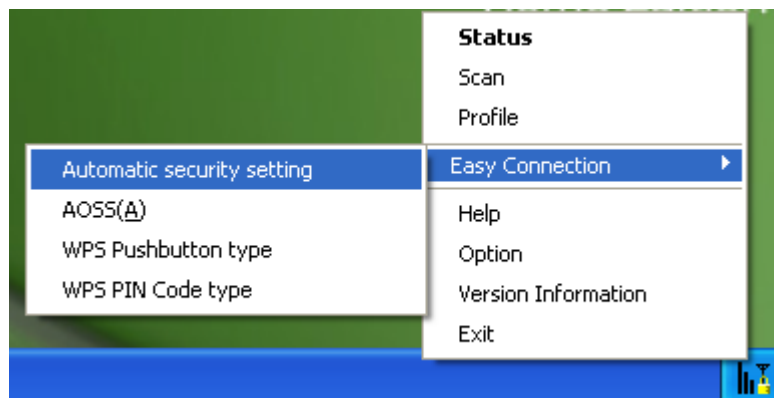 Status
Scan
Profile
Easy Connection
Automatic security setting
AOSS(A)
WPS Pushbutton type
WPS PIN Code type
Help
Option
Version Information
Exit